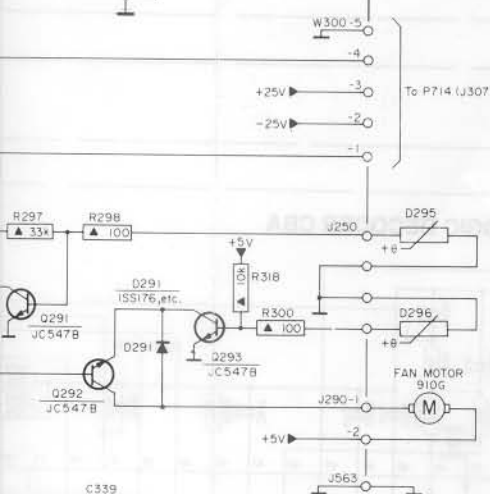 W300-5
-4
+25V
-3
To P714 (J307
-25V
-2
-1
R297
R298
33k
100
J250
D295
+θ
+5V
10k
R318
D291
1SS176,etc.
R300
100
D296
+θ
Q291
JC547B
D291
Q293
JC547B
FAN MOTOR
910G
M
Q292
JC547B
J290-1
-2
+5V
J563
C339